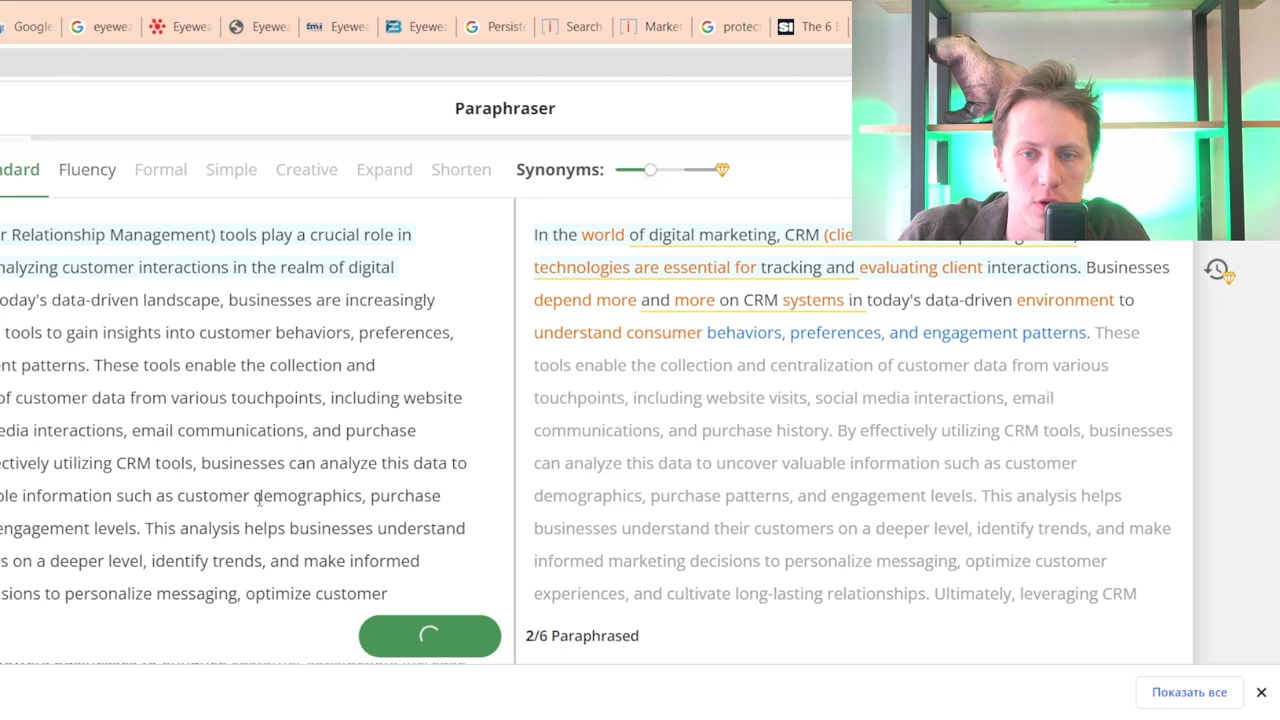 Google
eyewea
Eyewea
Eyewe
fmi
Eyewea
Eyewea
Persiste
Search
Market
protec
SI
The 6 E
Paraphraser
ndard
Fluency
Formal
Simple
Creative
Expand
Shorten
Synonyms:
r Relationship Management) tools play a crucial role in
nalyzing customer interactions in the realm of digital
oday's data-driven landscape, businesses are increasingly
tools to gain insights into customer behaviors, preferences,
nt patterns. These tools enable the collection and
of customer data from various touchpoints, including website
edia interactions, email communications, and purchase
ectively utilizing CRM tools, businesses can analyze this data to
ble information such as customer demographics, purchase
engagement levels. This analysis helps businesses understand
rs on a deeper level, identify trends, and make informed
sions to personalize messaging, optimize customer
In the world of digital marketing, CRM (clie
technologies are essential for tracking and evaluating client interactions. Businesses
depend more and more on CRM systems in today's data-driven environment to
understand consumer behaviors, preferences, and engagement patterns. These
tools enable the collection and centralization of customer data from various
touchpoints, including website visits, social media interactions, email
communications, and purchase history. By effectively utilizing CRM tools, businesses
can analyze this data to uncover valuable information such as customer
demographics, purchase patterns, and engagement levels. This analysis helps
businesses understand their customers on a deeper level, identify trends, and make
informed marketing decisions to personalize messaging, optimize customer
experiences, and cultivate long-lasting relationships. Ultimately, leveraging CRM
2/6 Paraphrased
Показать все